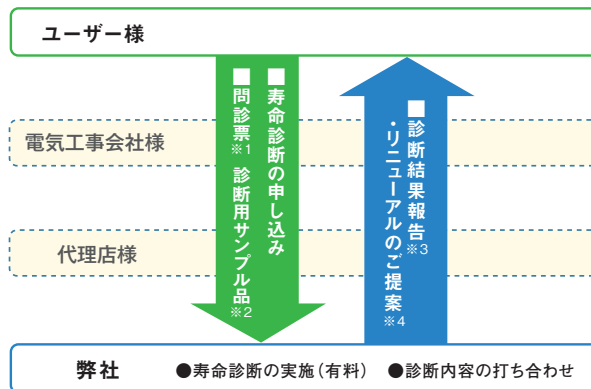 ユーザー様
■寿命診断の申し込み
■問診票※1 診断用サンプル品※2
■診断結果報告※3
・リニューアルのご提案※4
電気工事会社様
代理店様
弊社 ●寿命診断の実施（有料） ●診断内容の打ち合わせ